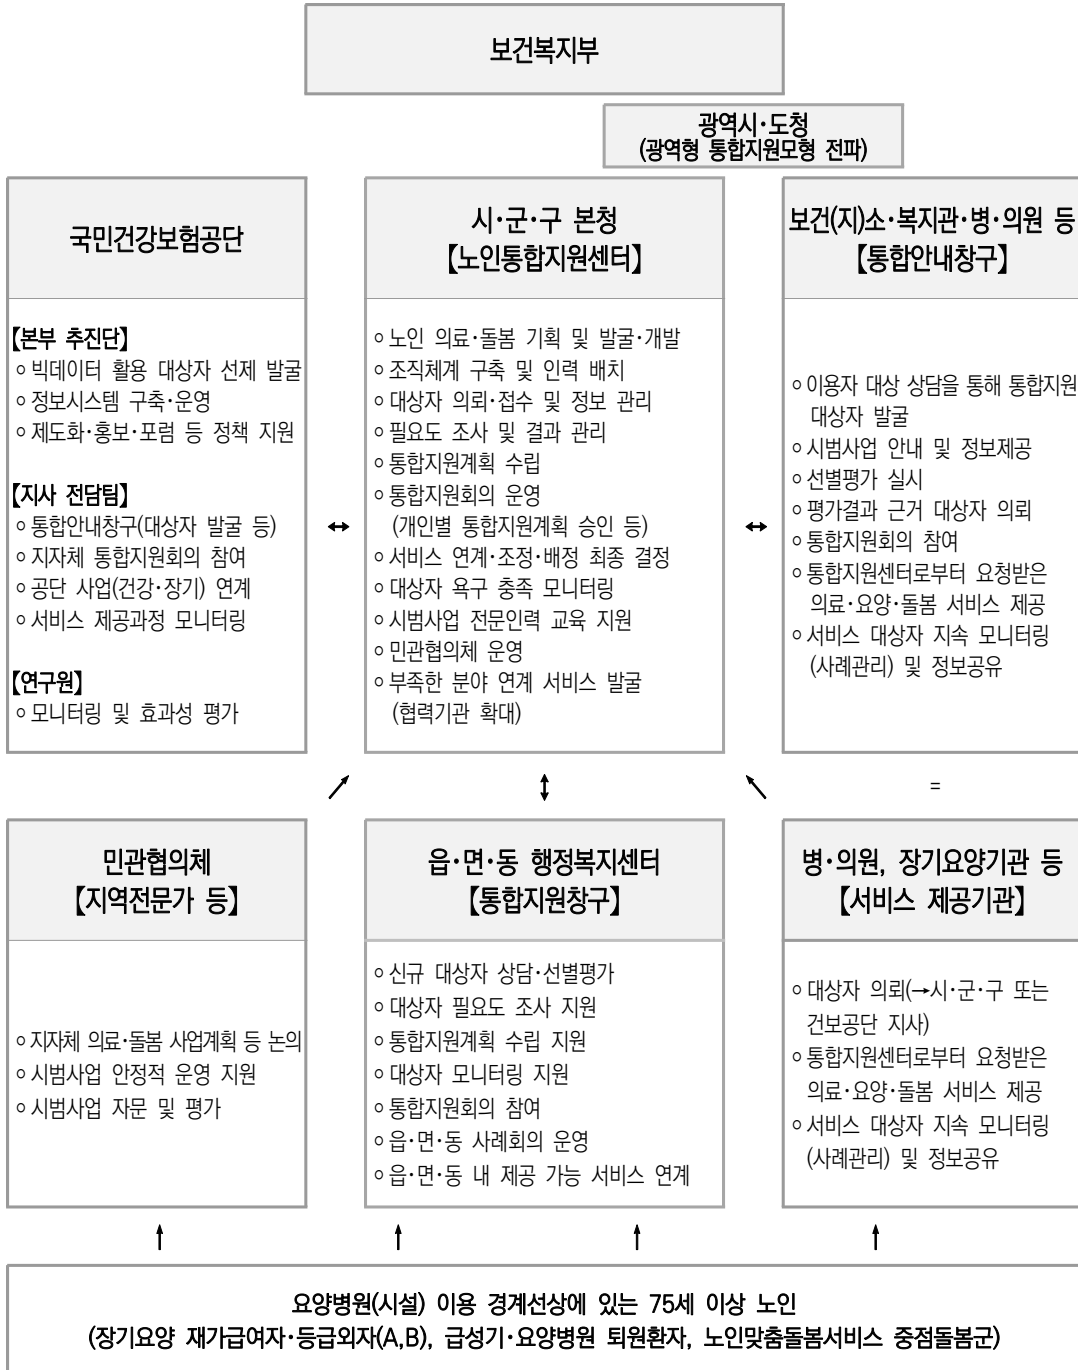 보건복지부
광역시·도청
(광역형 통합지원모형 전파)
국민건강보험공단
【본부 추진단】
○ 빅데이터 활용 대상자 선제 발굴
○ 정보시스템 구축·운영
○ 제도화·홍보·포럼 등 정책 지원
【지사 전담팀】
○ 통합안내창구(대상자 발굴 등)
○ 지자체 통합지원회의 참여
○ 공단 사업(건강·장기) 연계
○ 서비스 제공과정 모니터링
【연구원】
○ 모니터링 및 효과성 평가
↔
시·군·구 본청
【노인통합지원센터】
○ 노인 의료·돌봄 기획 및 발굴·개발
○ 조직체계 구축 및 인력 배치
○ 대상자 의뢰·접수 및 정보 관리
○ 필요도 조사 및 결과 관리
○ 통합지원계획 수립
○ 통합지원회의 운영
(개인별 통합지원계획 승인 등)
○ 서비스 연계·조정·배정 최종 결정
○ 대상자 욕구 충족 모니터링
○ 시범사업 전문인력 교육 지원
○ 민관협의체 운영
○ 부족한 분야 연계 서비스 발굴
(협력기관 확대)
↔
보건(지)소·복지관·병·의원 등
【통합안내창구】
○ 이용자 대상 상담을 통해 통합지원
대상자 발굴
○ 시범사업 안내 및 정보제공
○ 선별평가 실시
○ 평가결과 근거 대상자 의뢰
○ 통합지원회의 참여
○ 통합지원센터로부터 요청받은
의료·요양·돌봄 서비스 제공
○ 서비스 대상자 지속 모니터링
(사례관리) 및 정보공유
↗ ↕ ↖ =
민관협의체
【지역전문가 등】
○ 지자체 의료·돌봄 사업계획 등 논의
○ 시범사업 안정적 운영 지원
○ 시범사업 자문 및 평가
읍·면·동 행정복지센터
【통합지원창구】
○ 신규 대상자 상담·선별평가
○ 대상자 필요도 조사 지원
○ 통합지원계획 수립 지원
○ 대상자 모니터링 지원
○ 통합지원회의 참여
○ 읍·면·동 사례회의 운영
○ 읍·면·동 내 제공 가능 서비스 연계
병·의원, 장기요양기관 등
【서비스 제공기관】
○ 대상자 의뢰(→시·군·구 또는
건보공단 지사)
○ 통합지원센터로부터 요청받은
의료·요양·돌봄 서비스 제공
○ 서비스 대상자 지속 모니터링
(사례관리) 및 정보공유
↑ ↑ ↑ ↑
요양병원(시설) 이용 경계선상에 있는 75세 이상 노인
(장기요양 재가급여자·등급외자(A,B), 급성기·요양병원 퇴원환자, 노인맞춤돌봄서비스 중점돌봄군)